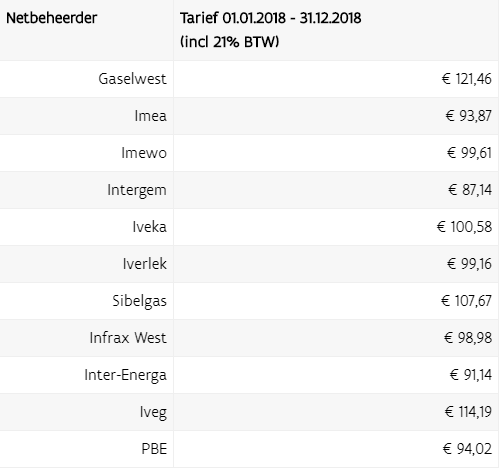 Netbeheerder Tarief 01.01.2018 - 31.12.2018
(incl 21% BTW)
Gaselwest € 121,46
Imea € 93,87
Imewo € 99,61
Intergem € 87,14
Iveka € 100,58
Iverlek € 99,16
Sibelgas € 107,67
Infrax West € 98,98
Inter-Energa € 91,14
Iveg € 114,19
PBE € 94,02